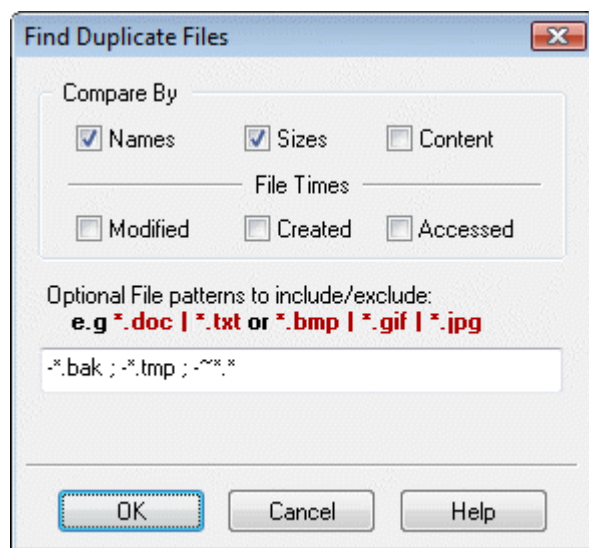 Find Duplicate Files
Compare By
Names Sizes Content
File Times
Modified Created Accessed
Optional File patterns to include/exclude:
e.g *.doc | *.txt or *.bmp | *.gif | *.jpg
-*.bak ; -*.tmp ; -~*.*
OK Cancel Help